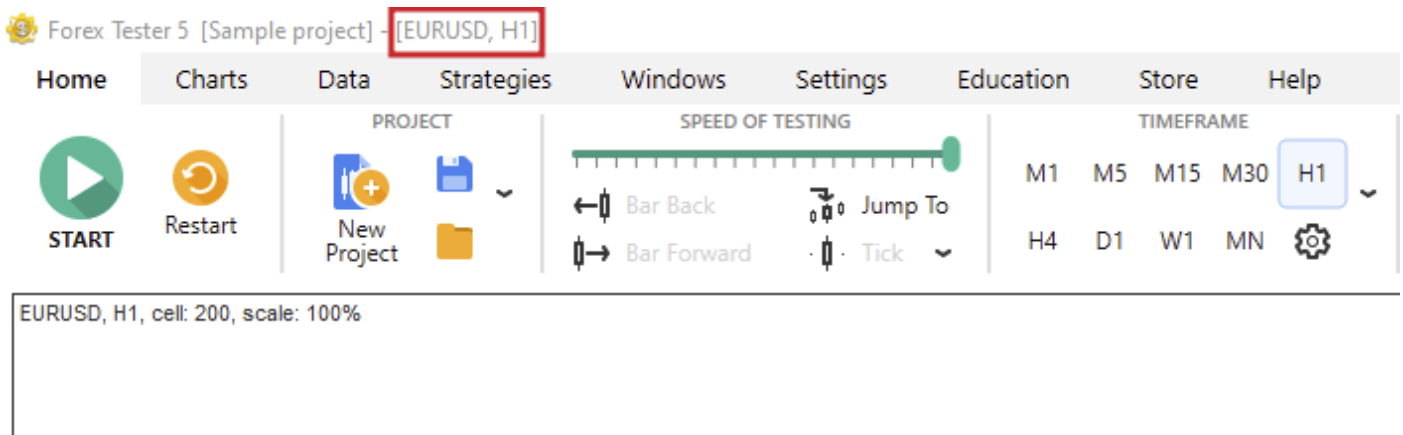 Forex Tester 5 [Sample project] - [EURUSD, H1]
Home Charts Data Strategies Windows Settings Education Store Help
PROJECT SPEED OF TESTING TIMEFRAME
START
Restart
New
Project
Bar Back Jump To
Bar Forward Tick
M1 M5 M15 M30 H1
H4 D1 W1 MN
EURUSD, H1, cell: 200, scale: 100%